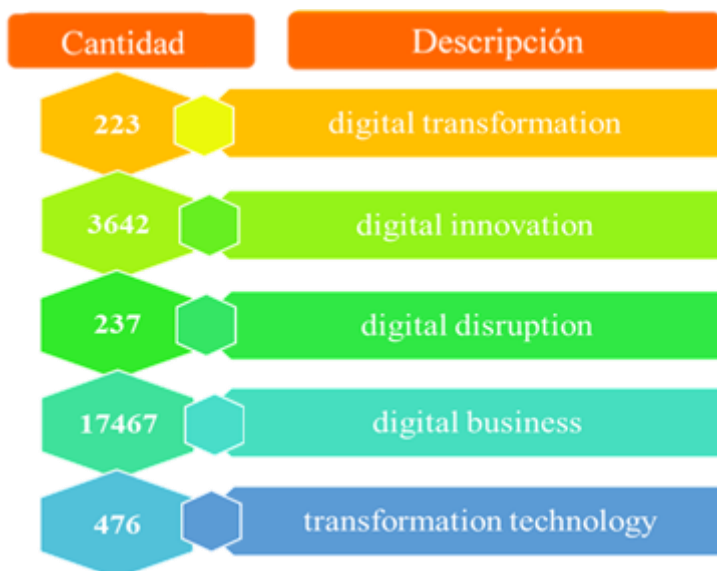 Cantidad Descripción
223 digital transformation
3642 digital innovation
237 digital disruption
17467 digital business
476 transformation technology